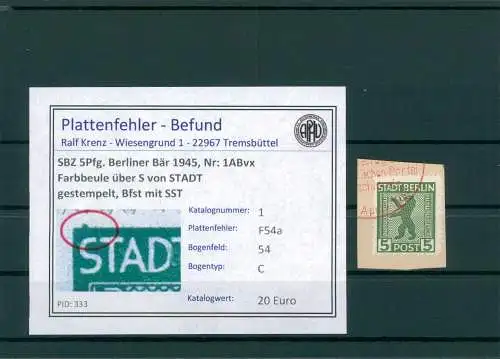 Plattenfehler - Befund
Ralf Krenz - Wiesengrund 1 - 22967 Tremsbüttel
SBZ 5Pfg. Berliner Bär 1945, Nr: 1ABvx
Farbbeule über S von STADT
gestempelt, Bfst mit SST
Katalognummer: 1
Plattenfehler: F54a
Bogenfeld: 54
Bogentyp: C
Katalogwert: 20 Euro
STADT
PID: 333
STADT BERLIN
5 POST 5